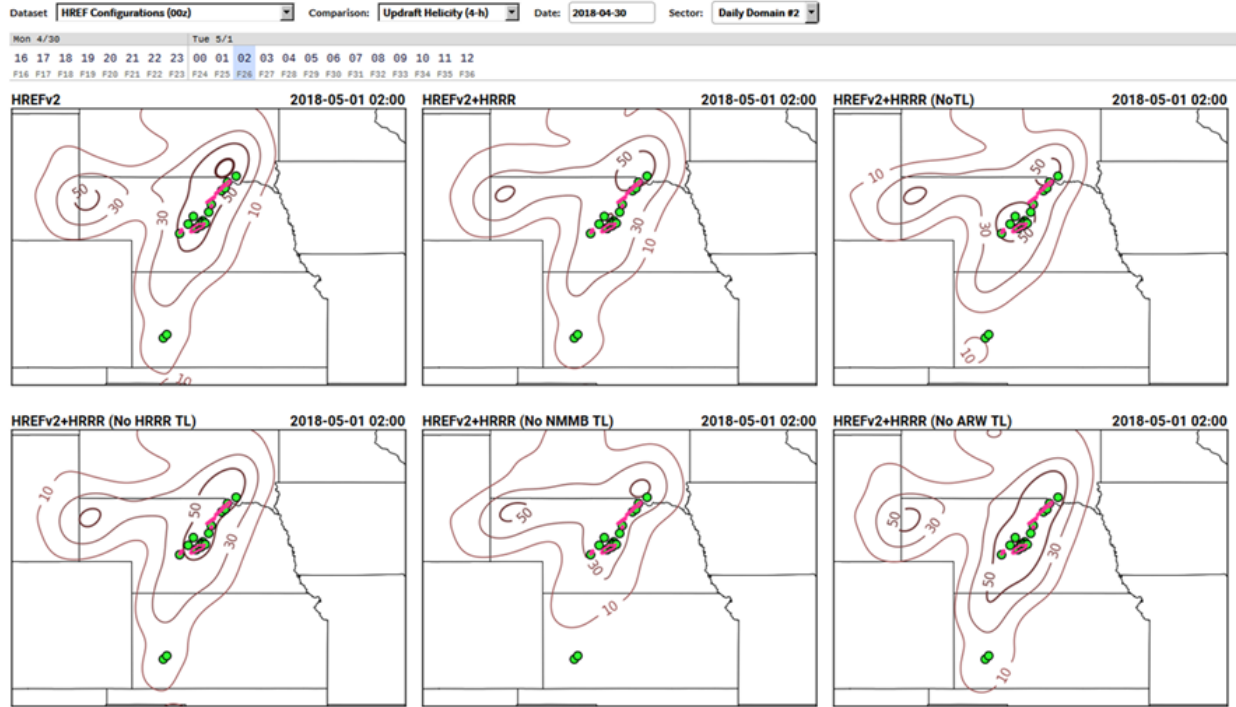 Dataset HREF Configurations (00z) Comparison: Updraft Helicity (4-h) Date: 2018-04-30 Sector: Daily Domain #2
Mon 4/30 Tue 5/1
16 17 18 19 20 21 22 23 00 01 02 03 04 05 06 07 08 09 10 11 12
F16 F17 F18 F19 F20 F21 F22 F23 F24 F25 F26 F27 F28 F29 F30 F31 F32 F33 F34 F35 F36
HREFv2 2018-05-01 02:00 HREFv2+HRRR 2018-05-01 02:00 HREFv2+HRRR (NoTL) 2018-05-01 02:00
50 30 30 50 10 10
50 30 10
10 50 30 50 10
HREFv2+HRRR (No HRRR TL) 2018-05-01 02:00 HREFv2+HRRR (No NMMB TL) 2018-05-01 02:00 HREFv2+HRRR (No ARW TL) 2018-05-01 02:00
10 50 30
50 30 10
50 30 50 30 10